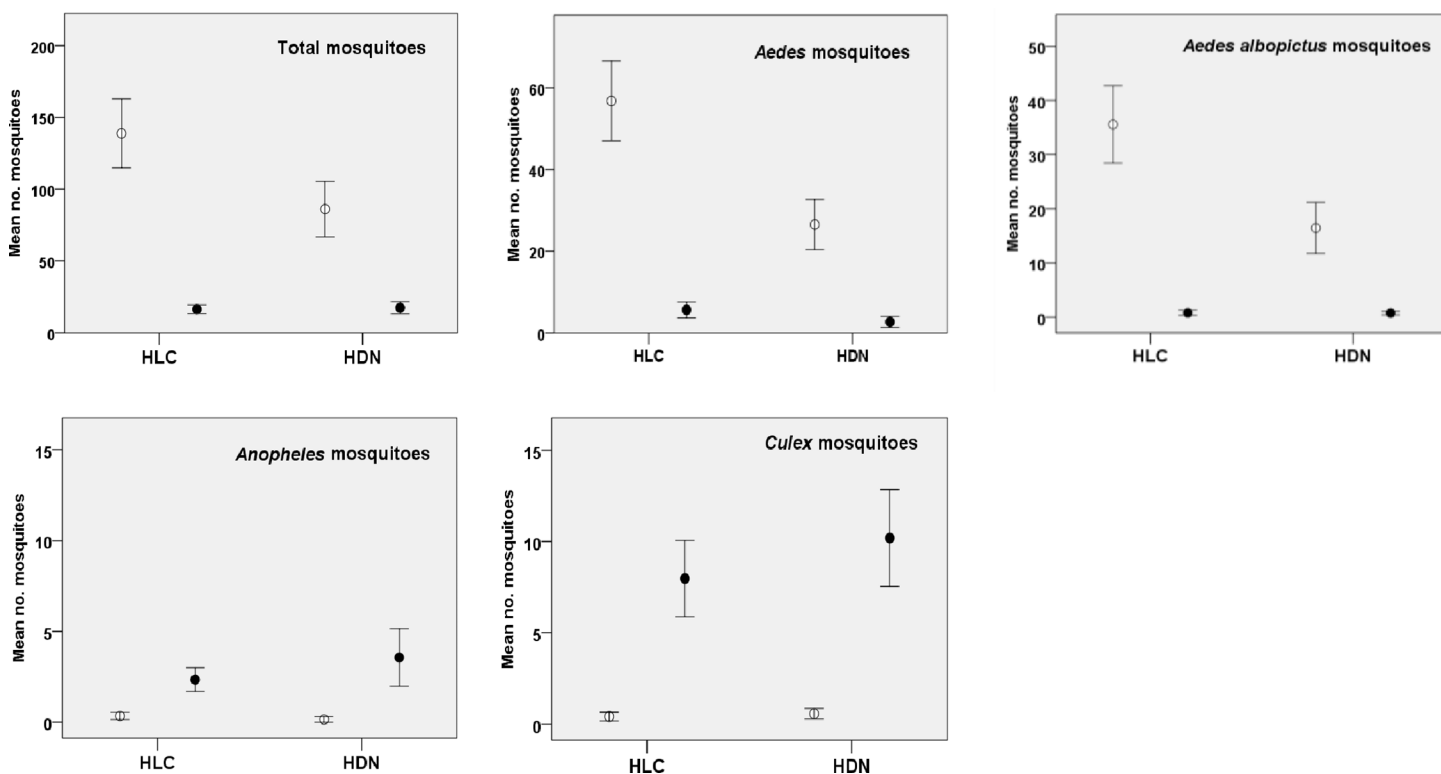 Total mosquitoes
Mean no. mosquitoes
200
150
100
50
0
HLC
HDN
Aedes mosquitoes
Mean no. mosquitoes
60
40
20
0
HLC
HDN
Aedes albopictus mosquitoes
Mean no. mosquitoes
50
40
30
20
10
0
HLC
HDN
Anopheles mosquitoes
Mean no. mosquitoes
15
10
5
0
HLC
HDN
Culex mosquitoes
Mean no. mosquitoes
15
10
5
0
HLC
HDN